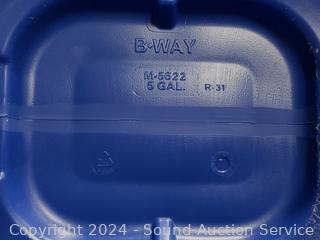 B•WAY
M-5622
5 GAL. R-31
Copyright 2024 - Sound Auction Service